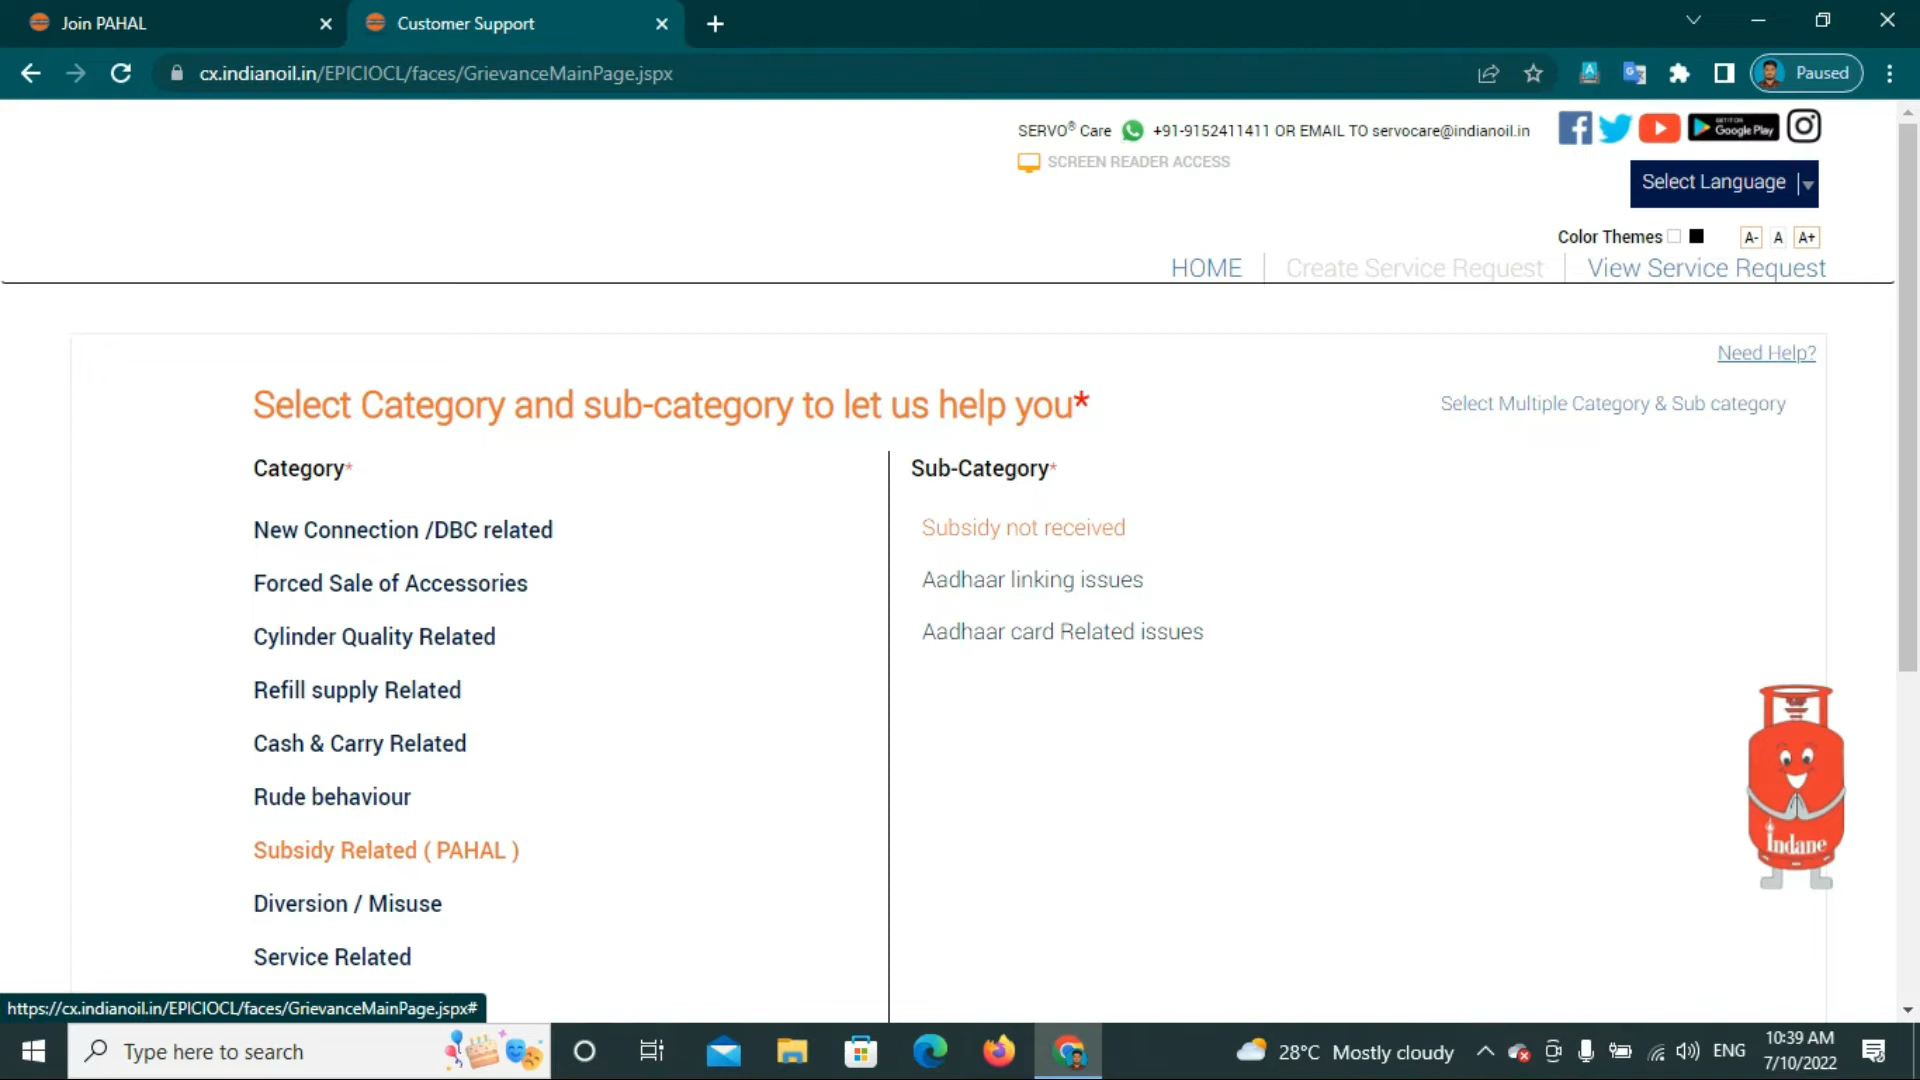 Join PAHAL
Customer Support
cx.indianoil.in/EPICIOCL/faces/GrievanceMainPage.jspx
Paused
SERVO® Care +91-9152411411 OR EMAIL TO servocare@indianoil.in
GET IT ON
Google Play
SCREEN READER ACCESS
Select Language
Color Themes A- A A+
HOME Create Service Request View Service Request
Need Help?
Select Category and sub-category to let us help you*
Select Multiple Category & Sub category
Category*
Sub-Category*
New Connection /DBC related
Subsidy not received
Forced Sale of Accessories
Aadhaar linking issues
Cylinder Quality Related
Aadhaar card Related issues
Refill supply Related
Cash & Carry Related
Rude behaviour
Subsidy Related ( PAHAL )
Diversion / Misuse
Service Related
Indane
https://cx.indianoil.in/EPICIOCL/faces/GrievanceMainPage.jspx#
Type here to search
28°C Mostly cloudy
ENG
10:39 AM
7/10/2022